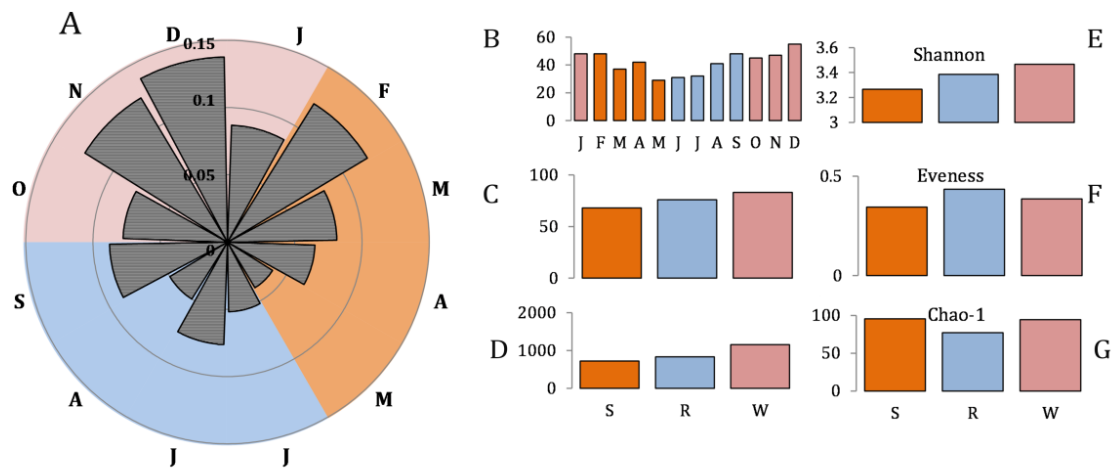 A
D
J
N
F
O
M
S
A
A
M
J
J
0.15
0.1
0.05
0
B
60
40
20
0
J F M A M J J A S O N D
C
100
50
0
D
2000
1000
0
S R W
E
Shannon
3.6
3.4
3.2
3
F
Eveness
0.5
0
G
Chao-1
100
50
0
S R W